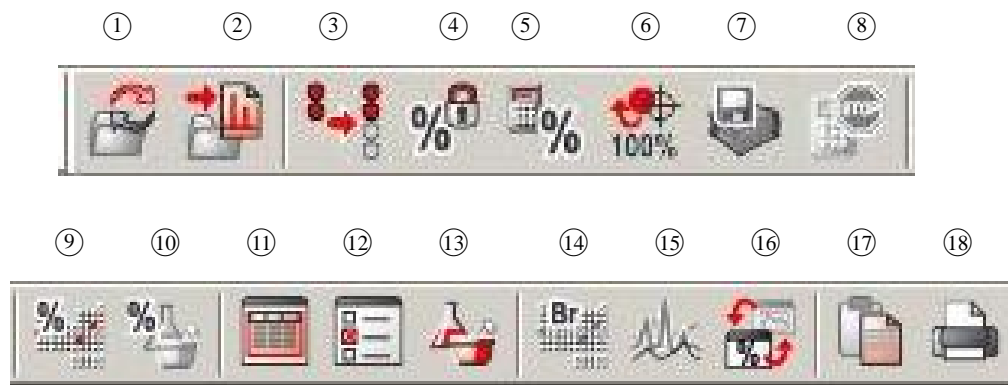 ① ② ③ ④ ⑤ ⑥ ⑦ ⑧
% % 100%
⑨ ⑩ ⑪ ⑫ ⑬ ⑭ ⑮ ⑯ ⑰ ⑱
% % Br %